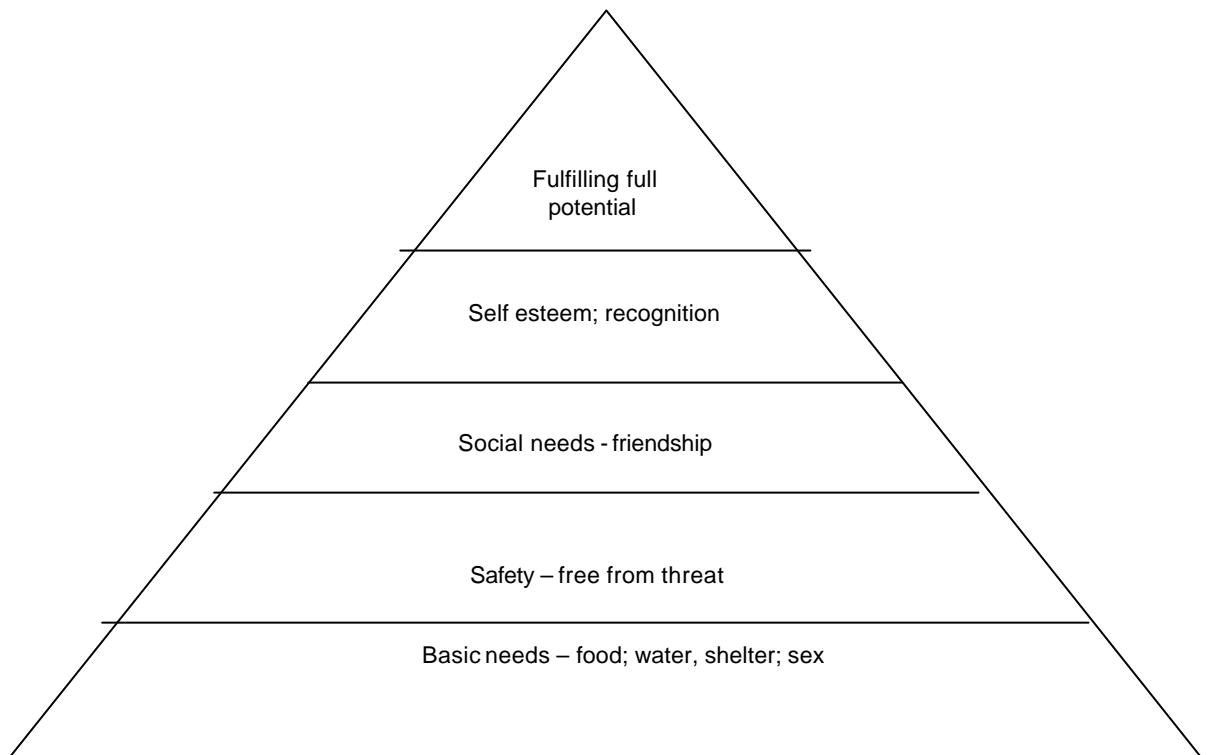 Fulfilling full
potential
Self esteem; recognition
Social needs - friendship
Safety – free from threat
Basic needs – food; water, shelter; sex